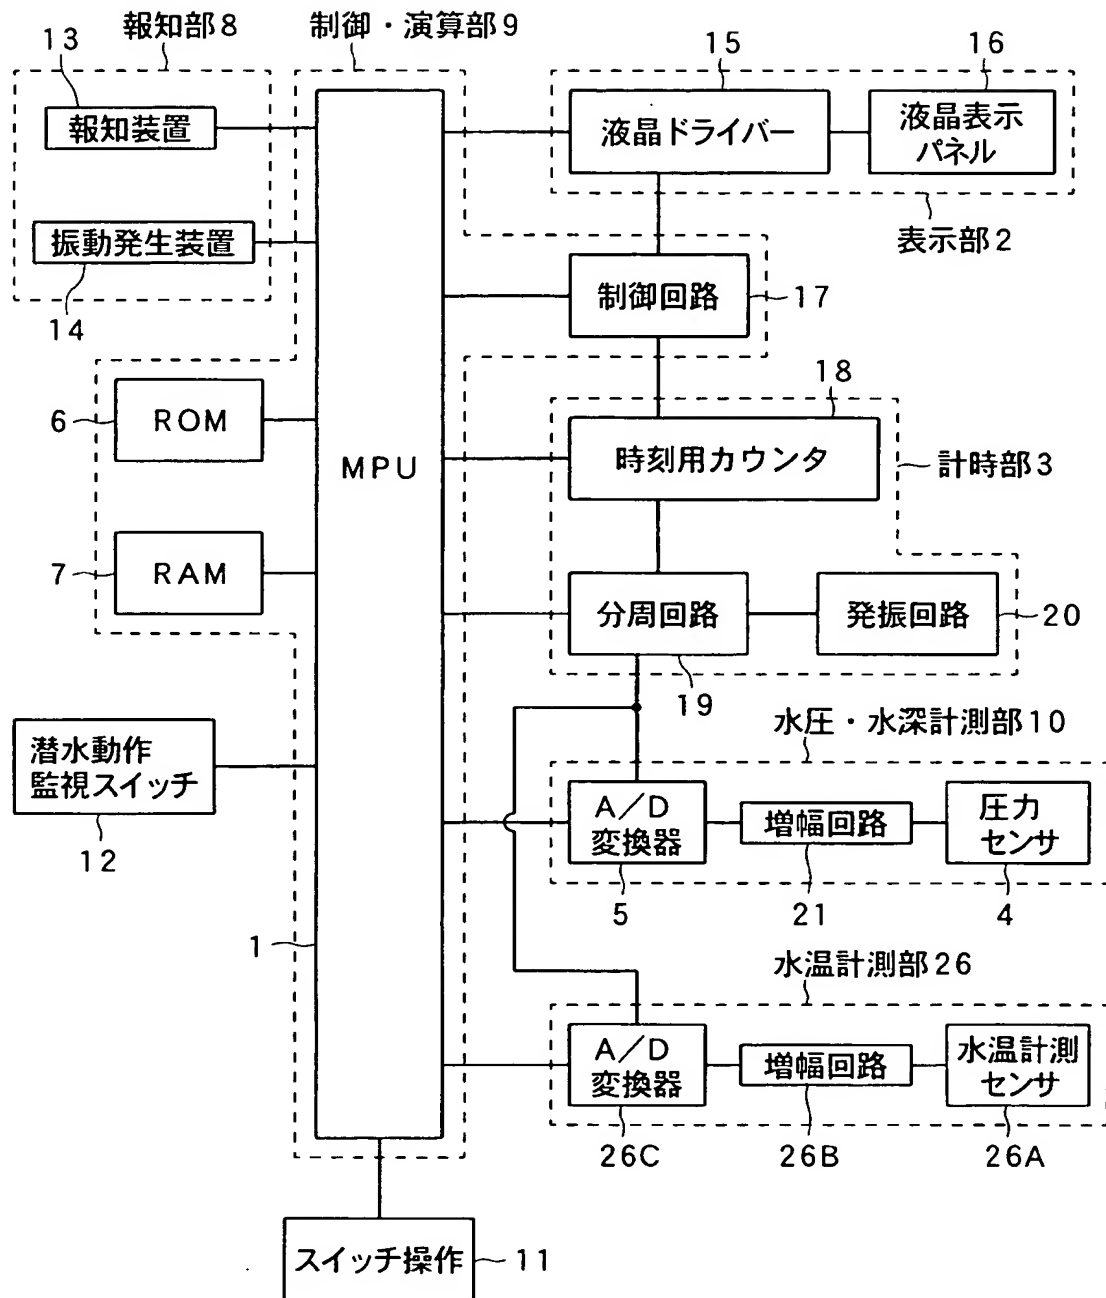 報知部8
制御・演算部9
13
15
16
報知装置
液晶ドライバー
液晶表示
パネル
振動発生装置
表示部2
14
制御回路
17
18
6
ROM
MPU
時刻用カウンタ
計時部3
7
RAM
分周回路
発振回路
20
19
水圧・水深計測部10
潜水動作
監視スイッチ
12
A/D
変換器
増幅回路
圧力
センサ
5
21
4
1
水温計測部26
A/D
変換器
増幅回路
水温計測
センサ
26C
26B
26A
スイッチ操作
11